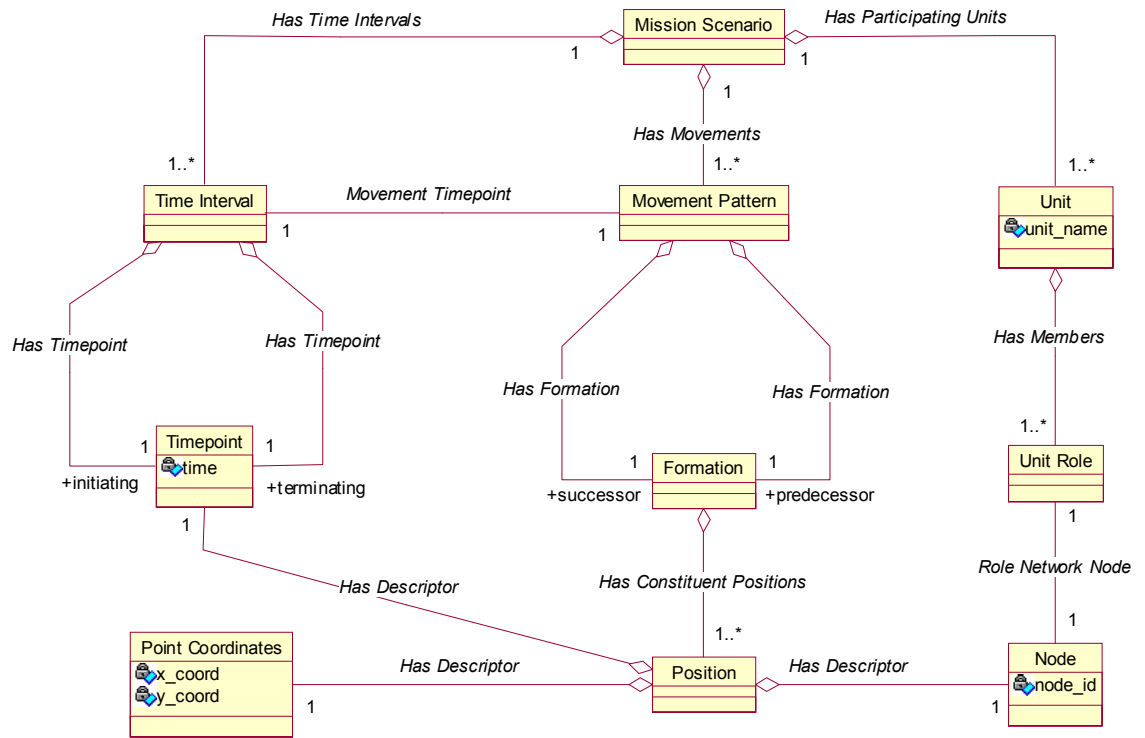 Has Time Intervals
Mission Scenario
Has Participating Units
1
1
1
Has Movements
1..*
1..*
1..*
Time Interval
Movement Timepoint
Movement Pattern
Unit
unit_name
1
1
Has Timepoint
Has Timepoint
Has Formation
Has Formation
Has Members
1..*
Timepoint
time
1
1
+initiating
+terminating
Formation
1
1
+successor
+predecessor
Unit Role
1
1
Has Descriptor
Has Constituent Positions
Role Network Node
1..*
1
Point Coordinates
x_coord
y_coord
Has Descriptor
1
Position
Has Descriptor
1
Node
node_id